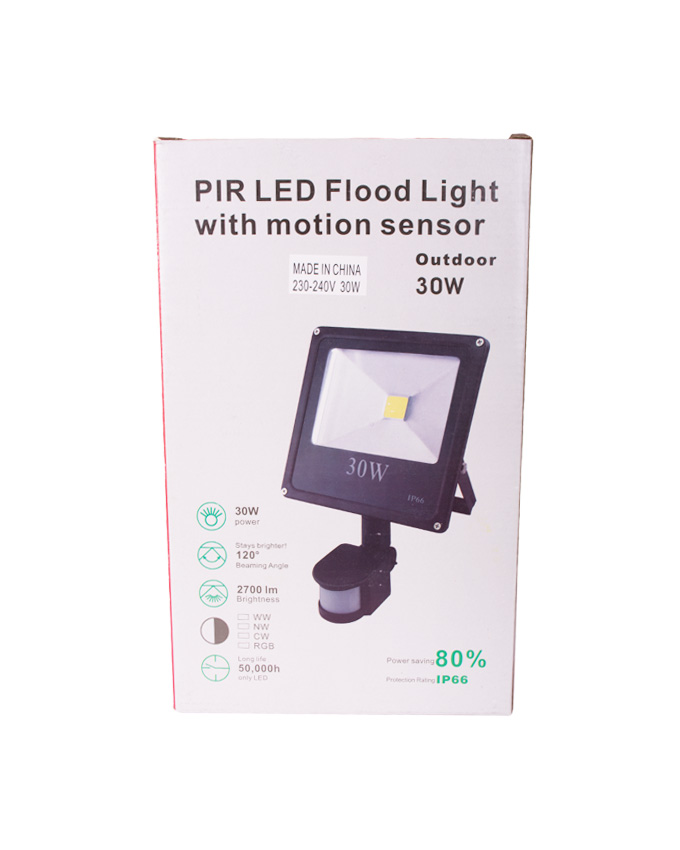 PIR LED Flood Light
with motion sensor
Outdoor
30W
MADE IN CHINA
230-240V 30W
30W
IP66
30W
power
Stays brighter!
120°
Beaming Angle
2700 lm
Brightness
WW
NW
CW
RGB
Long life
50,000h
only LED
Power saving 80%
Protection Rating IP66